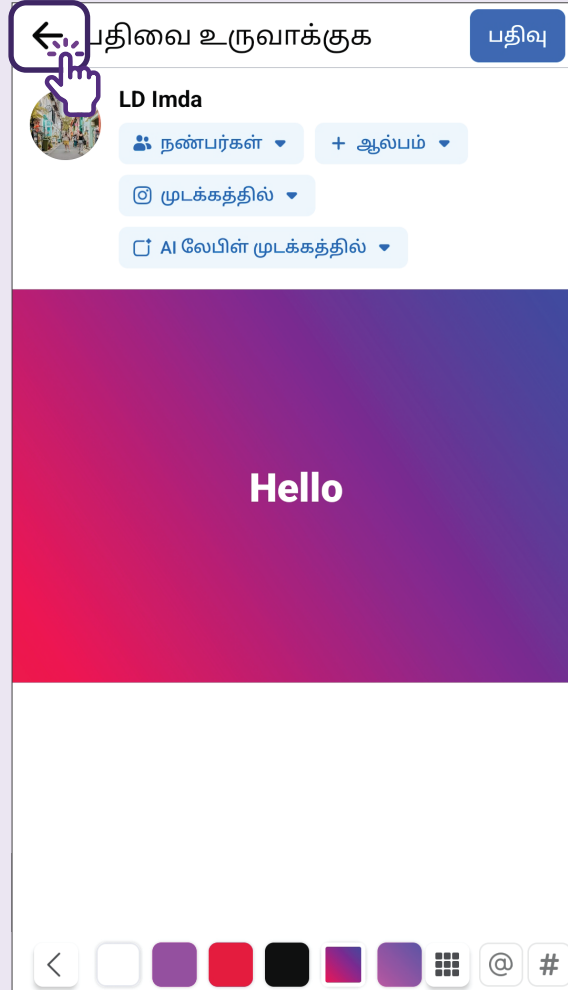 பதிவை உருவாக்குக
பதிவு
LD Imda
நண்பர்கள்
+ ஆல்பம்
முடக்கத்தில்
AI லேபிள் முடக்கத்தில்
Hello
@ #